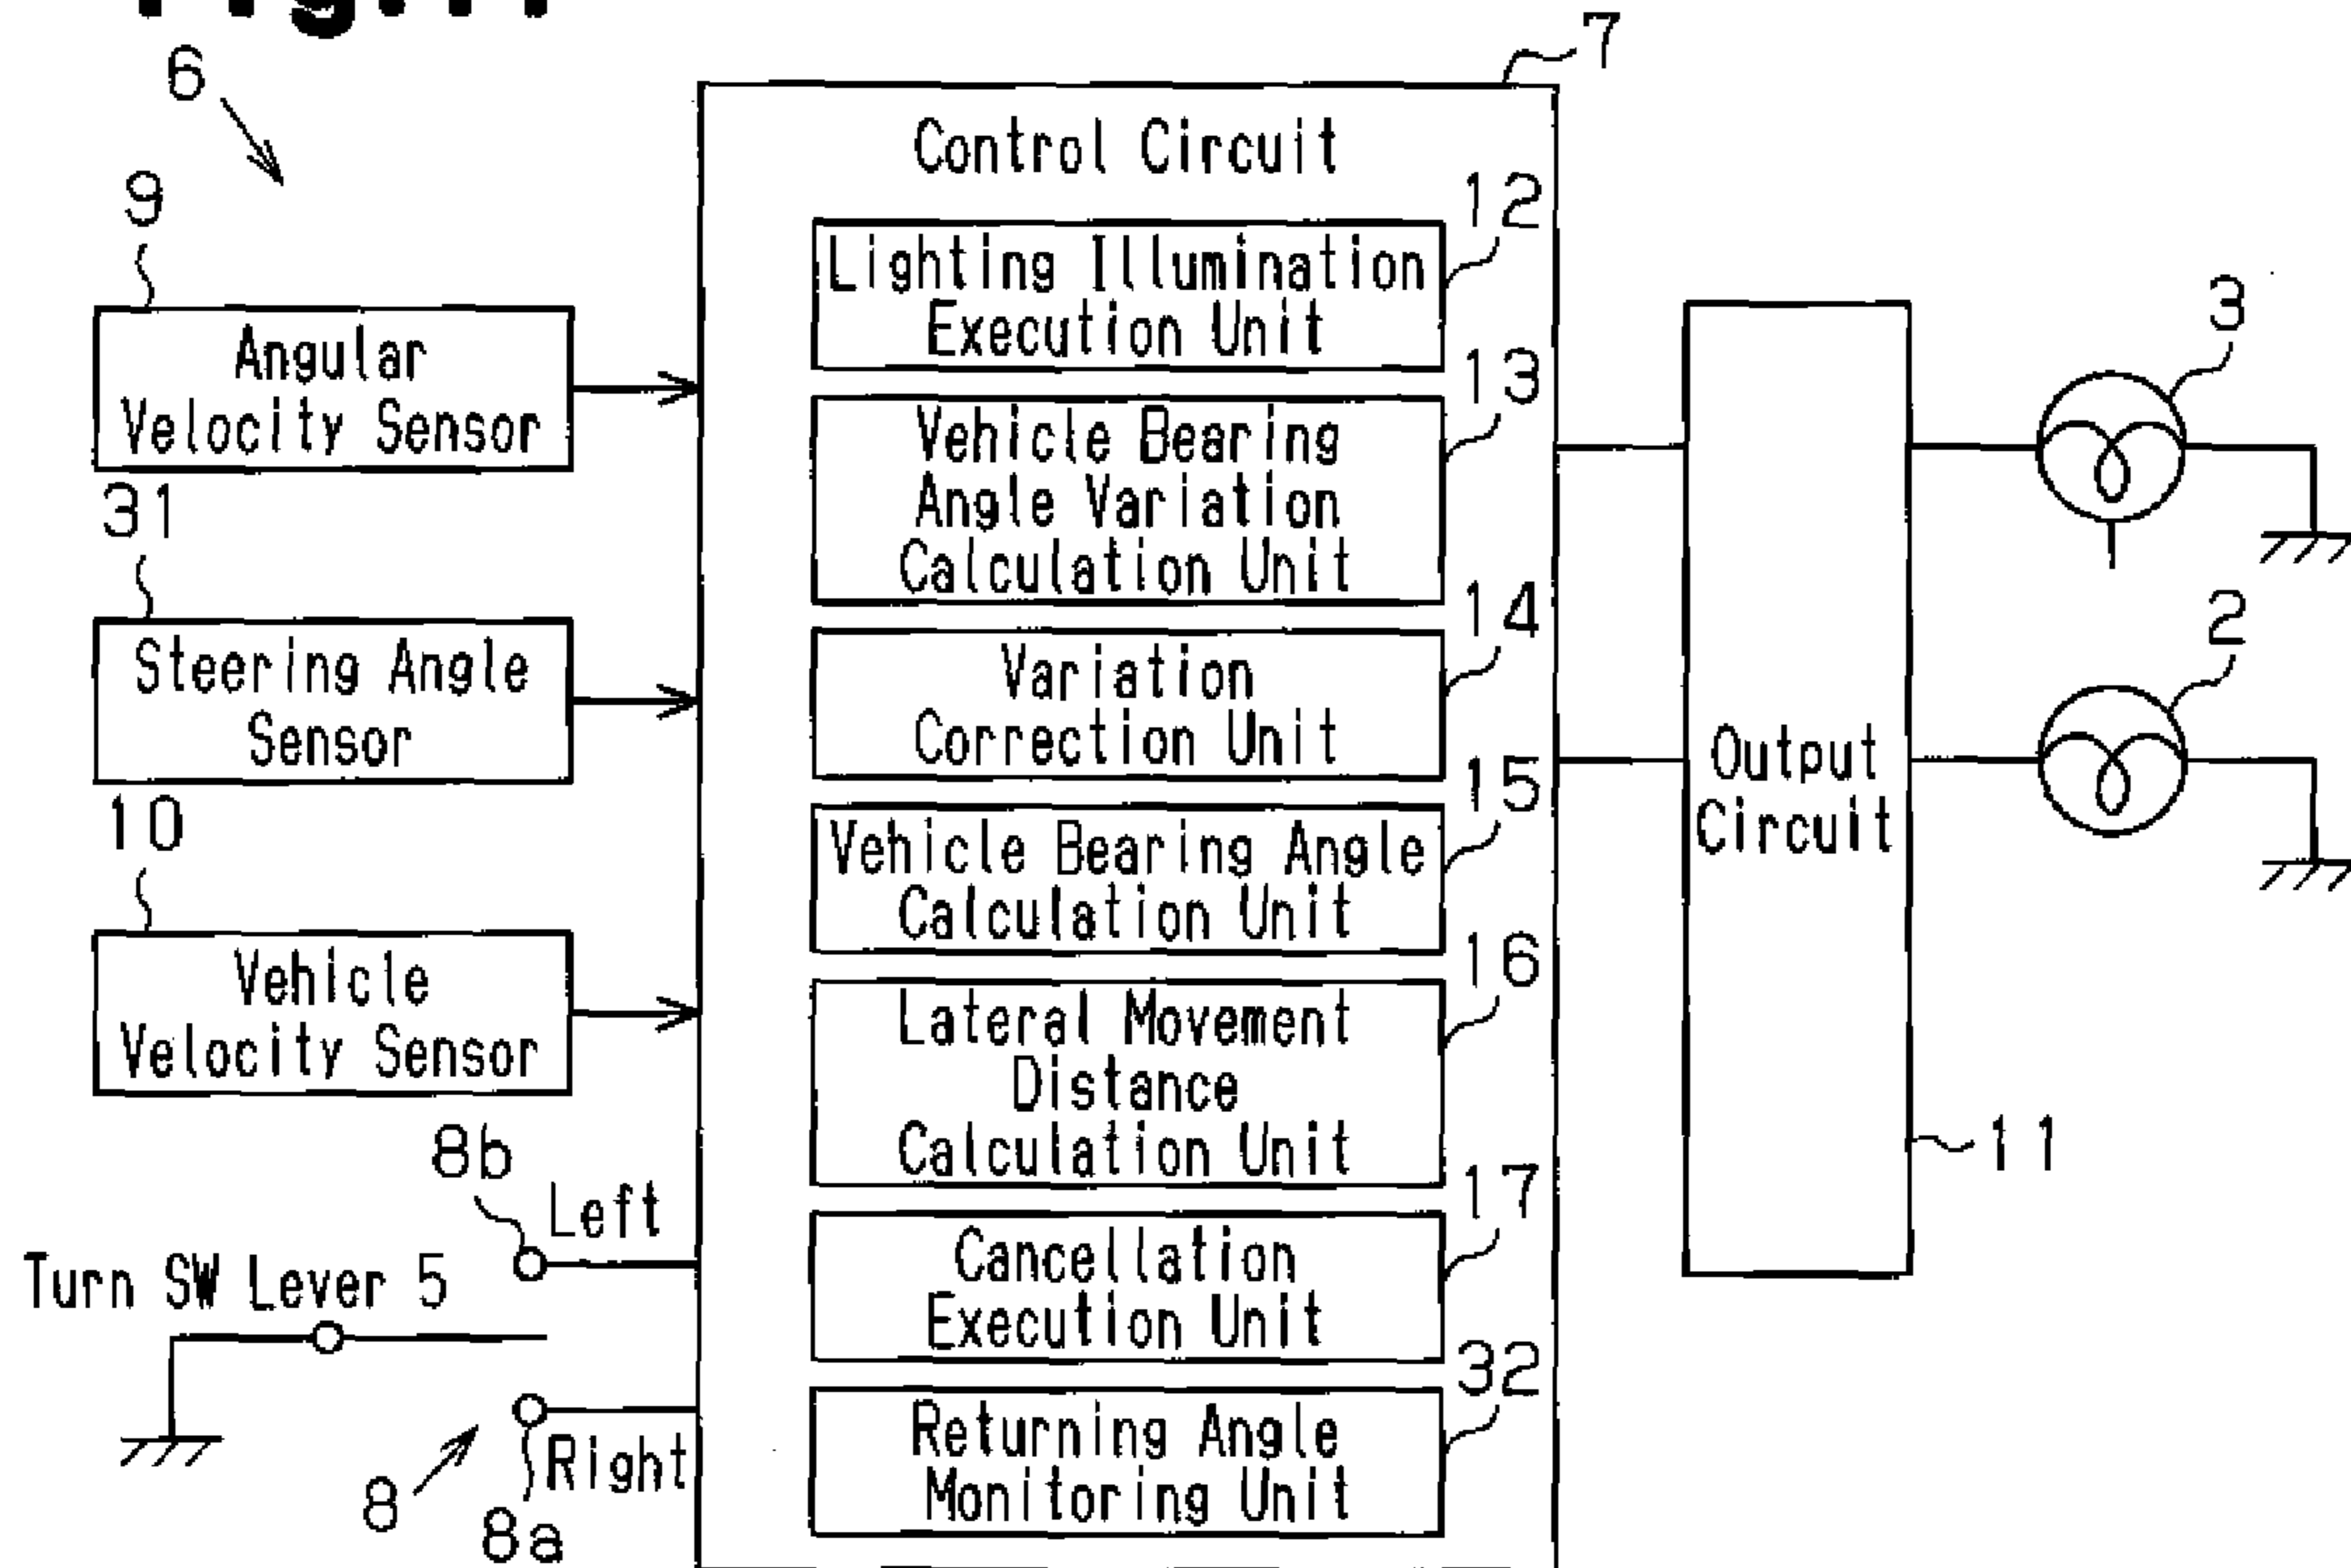 6
7
Control Circuit
12
Lighting Illumination
Execution Unit
9
Angular
Velocity Sensor
13
Vehicle Bearing
Angle Variation
Calculation Unit
3
31
Steering Angle
Sensor
14
Variation
Correction Unit
2
Output
Circuit
11
10
Vehicle
Velocity Sensor
15
Vehicle Bearing Angle
Calculation Unit
16
Lateral Movement
Distance
Calculation Unit
8b
Left
Turn SW Lever 5
17
Cancellation
Execution Unit
8
8a
Right
32
Returning Angle
Monitoring Unit